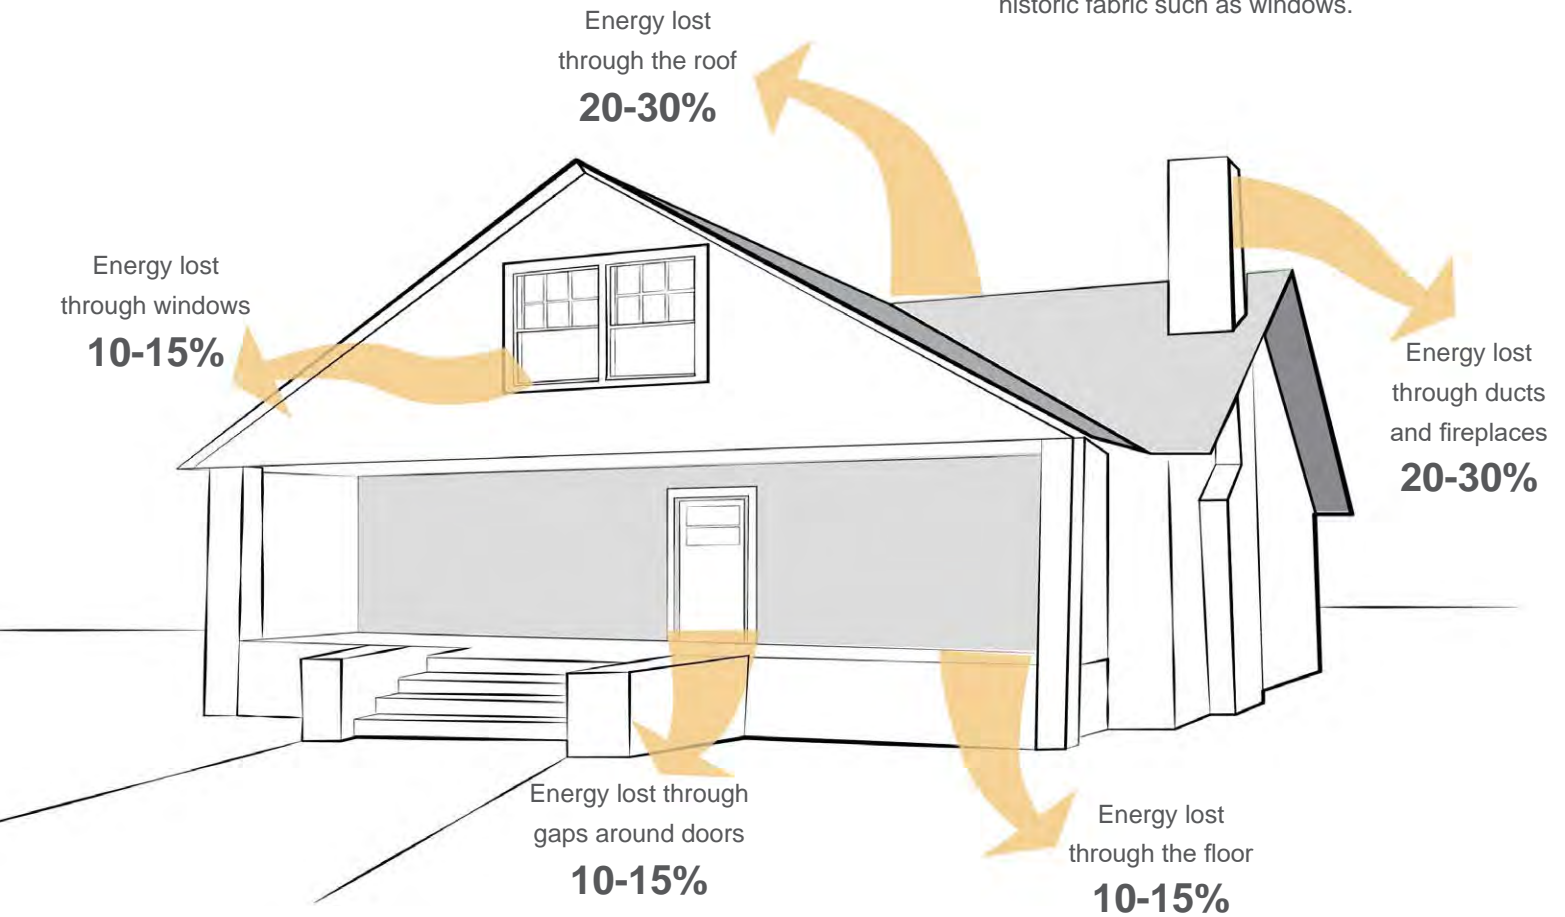 historic fabric such as windows.
Energy lost
through the roof
20-30%
Energy lost
through windows
10-15%
Energy lost
through ducts
and fireplaces
20-30%
Energy lost through
gaps around doors
10-15%
Energy lost
through the floor
10-15%